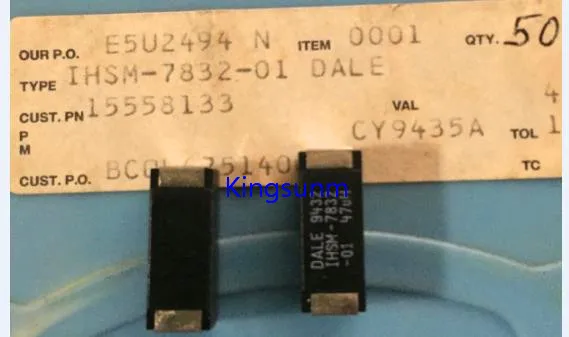 OUR P.O. E5U2494 N ITEM 0001 QTY. 50
TYPE IHSM-7832-01 DALE
CUST. PN 15558133 VAL 4
P CY9435A TOL 1
M
CUST. P.O. TC
Kingsunm
DALE 9432
IHSM-7832
-01 47uH